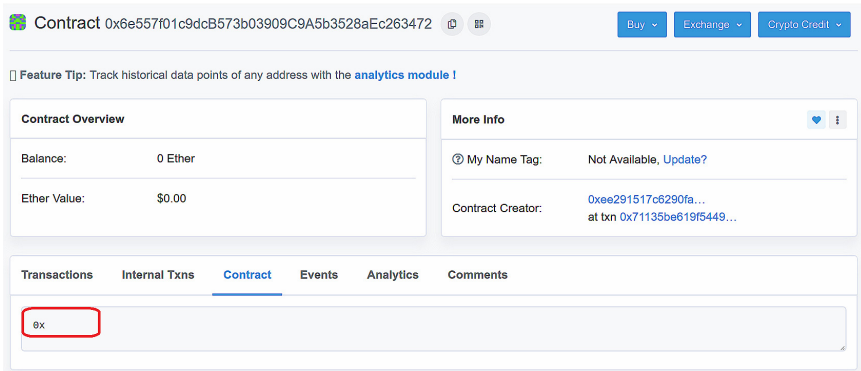 Contract 0x6e557f01c9dcB573b03909C9A5b3528aEc263472
Buy Exchange Crypto Credit
Feature Tip: Track historical data points of any address with the analytics module !
Contract Overview
Balance: 0 Ether
Ether Value: $0.00
More Info
My Name Tag: Not Available, Update?
Contract Creator: 0xee291517c6290fa…
at txn 0x71135be619f5449…
Transactions Internal Txns Contract Events Analytics Comments
0x